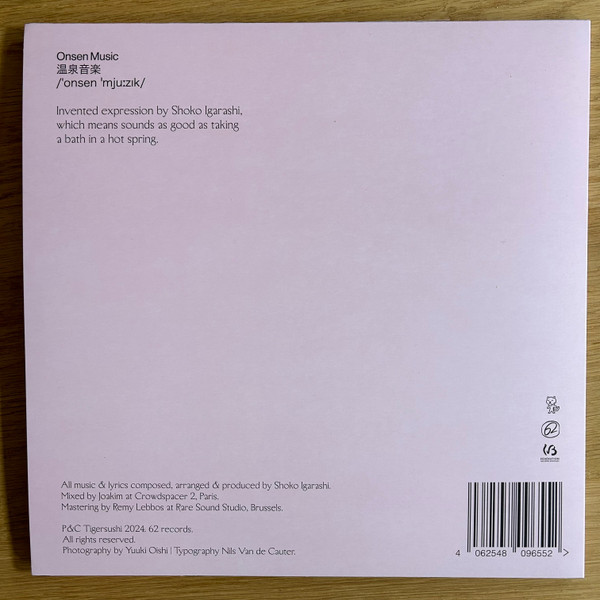 Onsen Music
温泉音楽
/'onsen 'mju:zɪk/
Invented expression by Shoko Igarashi,
which means sounds as good as taking
a bath in a hot spring.
62
All music & lyrics composed, arranged & produced by Shoko Igarashi.
Mixed by Joakim at Crowdspacer 2, Paris.
Mastering by Remy Lebbos at Rare Sound Studio, Brussels.
P&C Tigersushi 2024. 62 records.
All rights reserved.
Photography by Yuuki Oishi | Typography Nils Van de Cauter.
4 062548 096552 >